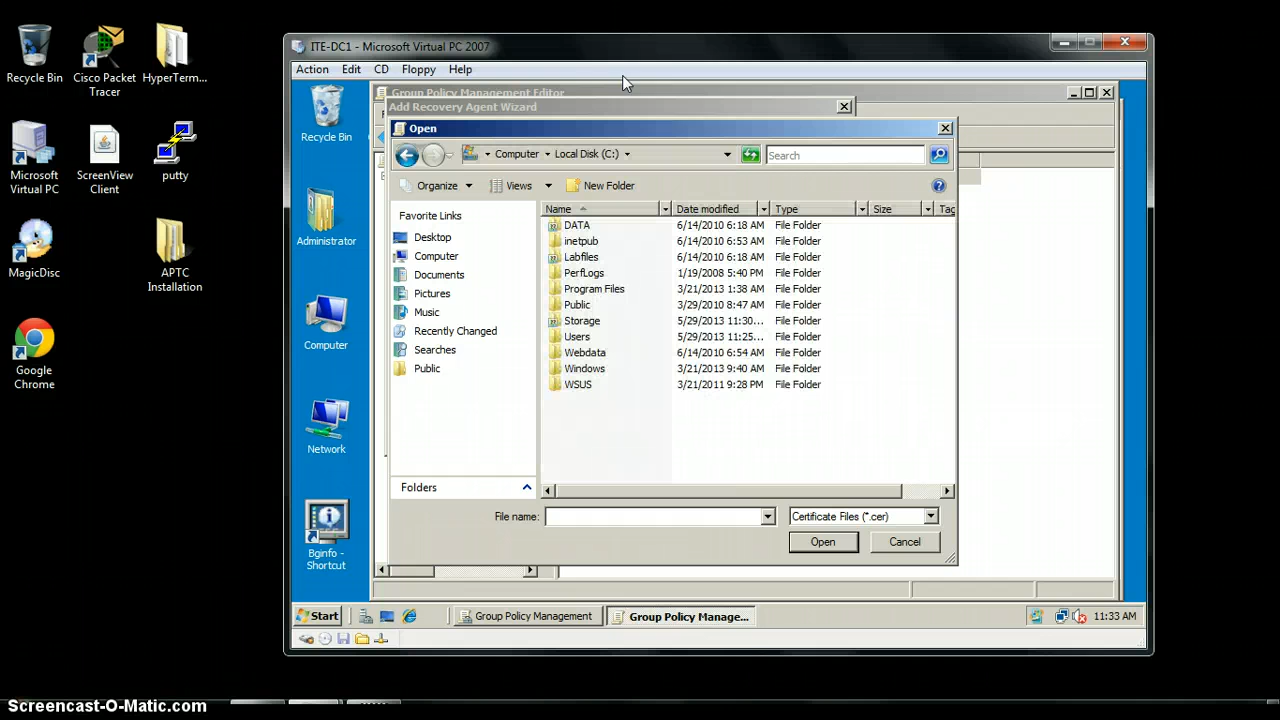 Recycle Bin
Cisco Packet Tracer
HyperTerm...
Microsoft Virtual PC
ScreenView Client
putty
MagicDisc
APTC Installation
Google Chrome
ITE-DC1 - Microsoft Virtual PC 2007
Action Edit CD Floppy Help
Recycle Bin
Administrator
Computer
Network
Bginfo - Shortcut
Group Policy Management Editor
Add Recovery Agent Wizard
Open
Computer Local Disk (C:) Search
Organize Views New Folder
Favorite Links
Desktop
Computer
Documents
Pictures
Music
Recently Changed
Searches
Public
Folders
Name Date modified Type Size Tag
DATA 6/14/2010 6:18 AM File Folder
inetpub 6/14/2010 6:53 AM File Folder
Labfiles 6/14/2010 6:18 AM File Folder
PerfLogs 1/19/2008 5:40 PM File Folder
Program Files 3/21/2013 1:38 AM File Folder
Public 3/29/2010 8:47 AM File Folder
Storage 5/29/2013 11:30... File Folder
Users 5/29/2013 11:25... File Folder
Webdata 6/14/2010 6:54 AM File Folder
Windows 3/21/2013 9:40 AM File Folder
WSUS 3/21/2011 9:28 PM File Folder
File name: Certificate Files (*.cer)
Open Cancel
Start Group Policy Management Group Policy Manage... 11:33 AM
Screencast-O-Matic.com